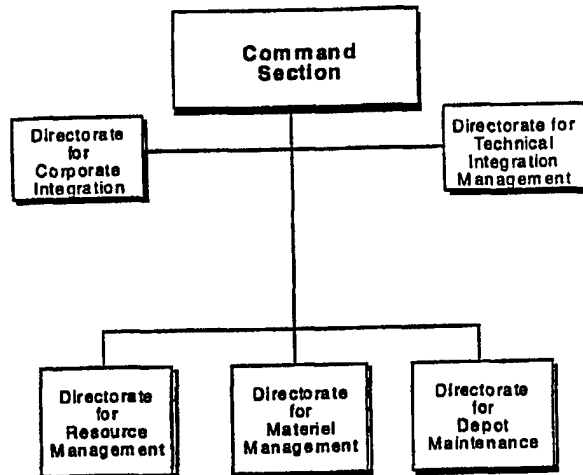 Command
Section
Directorate
for
Corporate
Integration
Directorate for
Technical
Integration
Management
Directorate
for
Resource
Management
Directorate
for
Materiel
Management
Directorate
for
Depot
Maintenance